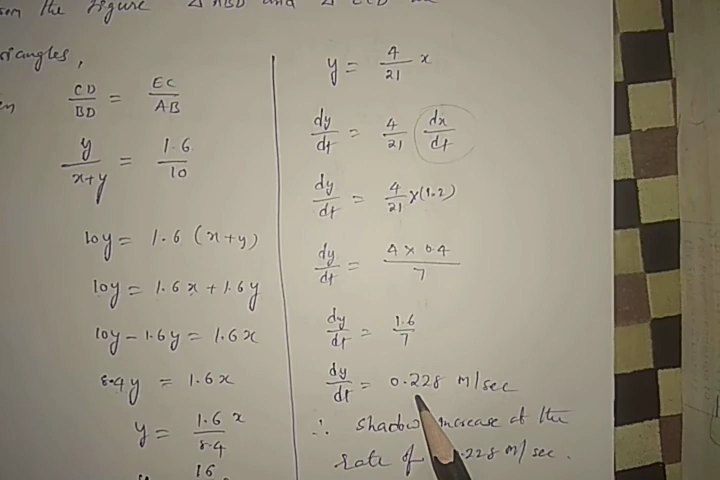 the figure Δ ABD and Δ
triangles,
CD/BD = EC/AB
y/x+y = 1.6/10
10y = 1.6 (x+y)
10y = 1.6x + 1.6y
10y - 1.6y = 1.6x
8.4y = 1.6x
y = 1.6/8.4 x
16
y = 4/21 x
dy/dt = 4/21 dx/dt
dy/dt = 4/21 x (1.2)
dy/dt = 4 x 0.4/7
dy/dt = 1.6/7
dy/dt = 0.228 m/sec
∴ shadow increase at the
rate of .228 m/sec.